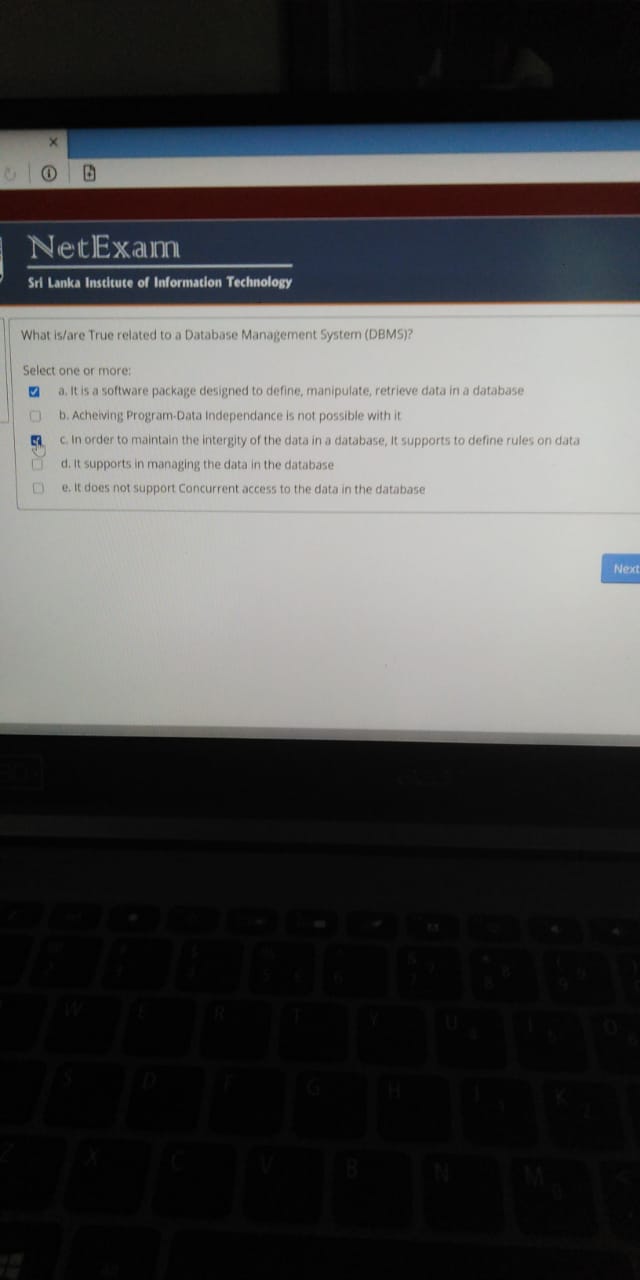 NetExam
Sri Lanka Institute of Information Technology
What is/are True related to a Database Management System (DBMS)?
Select one or more:
a. It is a software package designed to define, manipulate, retrieve data in a database
b. Acheiving Program-Data Independance is not possible with it
c. In order to maintain the intergity of the data in a database, It supports to define rules on data
d. It supports in managing the data in the database
e. It does not support Concurrent access to the data in the database
Next
W E R T Y U I O
S D F G H J K
Z X C V B N M